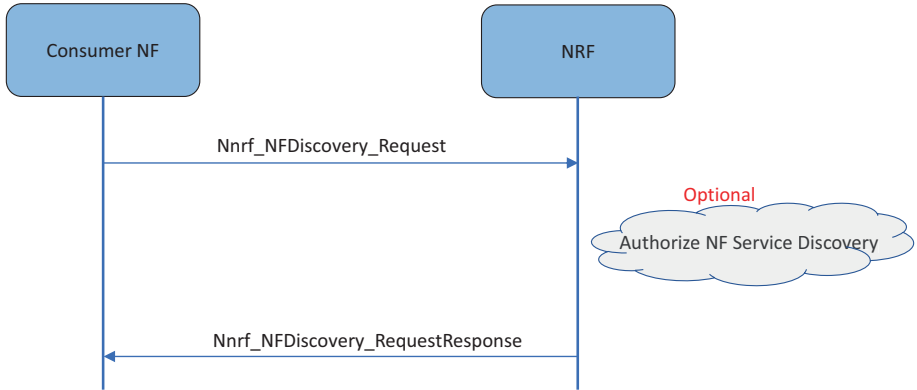 Consumer NF
NRF
Nnrf_NFDiscovery_Request
Optional
Authorize NF Service Discovery
Nnrf_NFDiscovery_RequestResponse